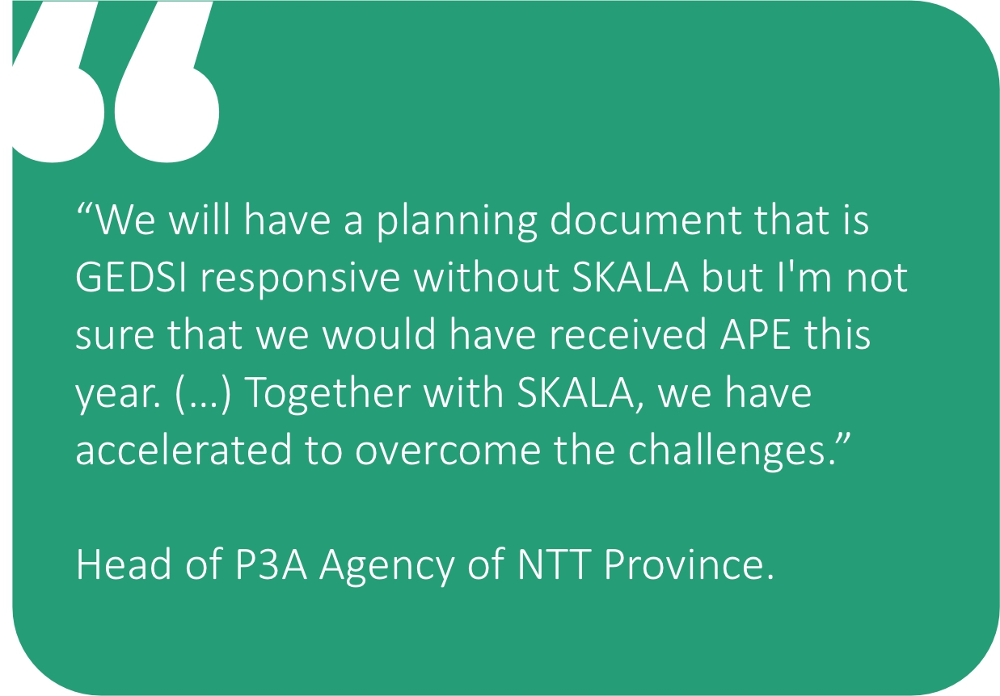 “We will have a planning document that is
GEDSI responsive without SKALA but I'm not
sure that we would have received APE this
year. (...) Together with SKALA, we have
accelerated to overcome the challenges.”
Head of P3A Agency of NTT Province.